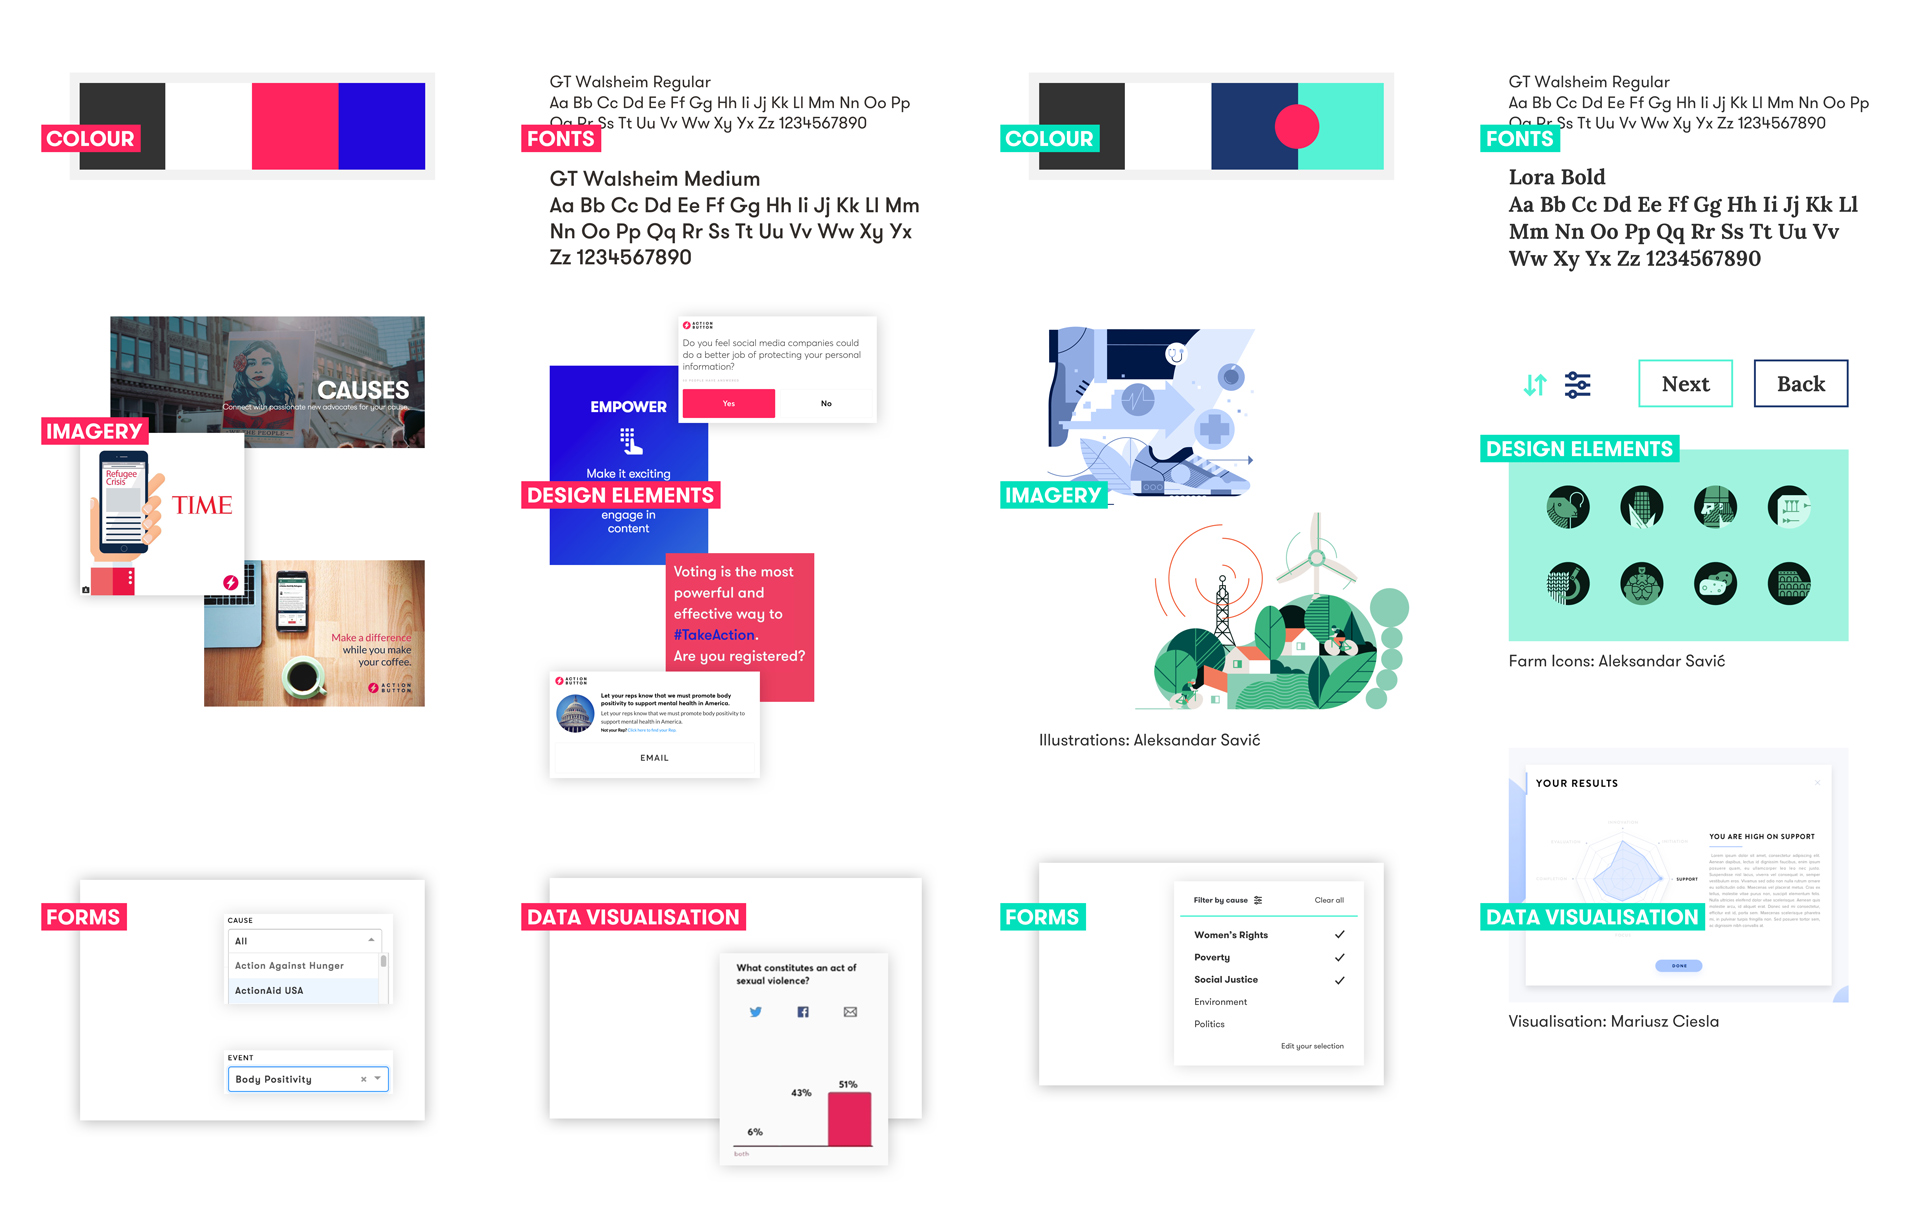 COLOUR
GT Walsheim Regular
Aa Bb Cc Dd Ee Ff Gg Hh Ii Jj Kk Ll Mm Nn Oo Pp
Qq Rr Ss Tt Uu Vv Ww Xy Yx Zz 1234567890
FONTS
GT Walsheim Medium
Aa Bb Cc Dd Ee Ff Gg Hh Ii Jj Kk Ll Mm
Nn Oo Pp Qq Rr Ss Tt Uu Vv Ww Xy Yx
Zz 1234567890
CAUSES
Connect with passionate new advocates for your cause.
IMAGERY
Refugee
Crisis
TIME
Make a difference
while you make
your coffee.
ACTION
BUTTON
ACTION
BUTTON
Do you feel social media companies could
do a better job of protecting your personal
information?
Yes
No
EMPOWER
Make it exciting
DESIGN ELEMENTS
engage in
content
Voting is the most
powerful and
effective way to
#TakeAction.
Are you registered?
ACTION
BUTTON
Let your reps know that we must promote body
positivity to support mental health in America.
Let your reps know that we must promote body positivity to
support mental health in America.
Not your Rep? Click here to find your Rep.
EMAIL
FORMS
CAUSE
All
Action Against Hunger
ActionAid USA
EVENT
Body Positivity
DATA VISUALISATION
What constitutes an act of
sexual violence?
6%
43%
51%
both
COLOUR
GT Walsheim Regular
Aa Bb Cc Dd Ee Ff Gg Hh Ii Jj Kk Ll Mm Nn Oo Pp
Qq Rr Ss Tt Uu Vv Ww Xy Yx Zz 1234567890
FONTS
Lora Bold
Aa Bb Cc Dd Ee Ff Gg Hh Ii Jj Kk Ll
Mm Nn Oo Pp Qq Rr Ss Tt Uu Vv
Ww Xy Yx Zz 1234567890
IMAGERY
Illustrations: Aleksandar Savić
Next
Back
DESIGN ELEMENTS
Farm Icons: Aleksandar Savić
FORMS
Filter by cause
Clear all
Women's Rights
Poverty
Social Justice
Environment
Politics
Edit your selection
YOUR RESULTS
YOU ARE HIGH ON SUPPORT
SUPPORT
DATA VISUALISATION
DONE
Visualisation: Mariusz Ciesla